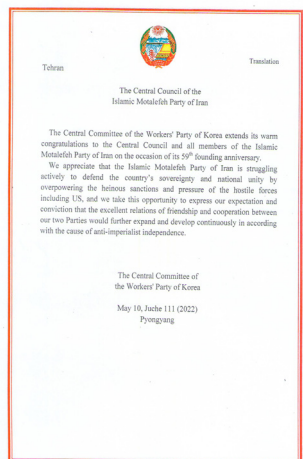 Translation
Tehran
The Central Council of the
Islamic Motalefeh Party of Iran
The Central Committee of the Workers' Party of Korea extends its warm
congratulations to the Central Council and all members of the Islamic
Motalefeh Party of Iran on the occasion of its 59th founding anniversary.
We appreciate that the Islamic Motalefeh Party is struggling
actively to defend the country's sovereignty and national unity by
overpowering the heinous sanctions and pressure of the hostile forces
including US, and we take this opportunity to express our expectation and
conviction that the excellent relations of friendship and cooperation between
our two Parties would further expand and develop continuously in according
with the cause of anti-imperialist independence.
The Central Committee of
the Workers' Party of Korea
May 10, Juche 111 (2022)
Pyongyang